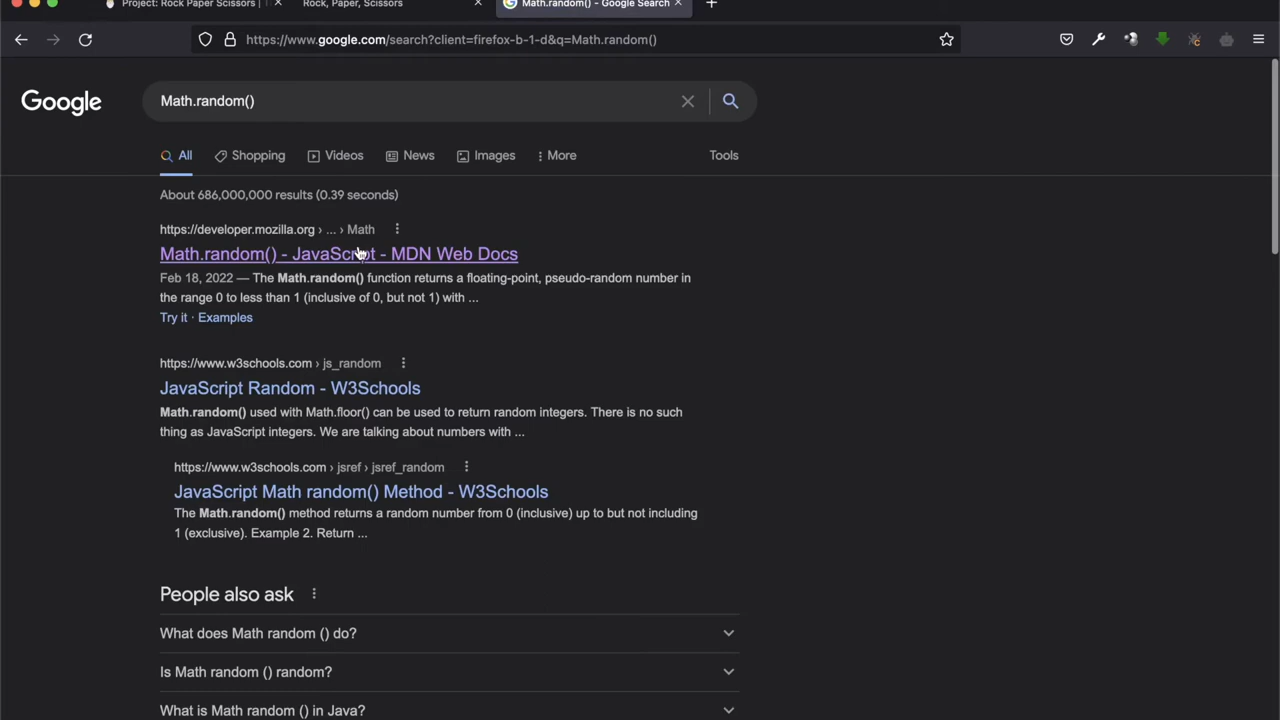 Project: Rock Paper Scissors | T
Rock, Paper, Scissors
Math.random() - Google Search
https://www.google.com/search?client=firefox-b-1-d&q=Math.random()
Google
Math.random()
All
Shopping
Videos
News
Images
More
Tools
About 686,000,000 results (0.39 seconds)
https://developer.mozilla.org › ... › Math
Math.random() - JavaScript - MDN Web Docs
Feb 18, 2022 — The Math.random() function returns a floating-point, pseudo-random number in
the range 0 to less than 1 (inclusive of 0, but not 1) with ...
Try it · Examples
https://www.w3schools.com › js_random
JavaScript Random - W3Schools
Math.random() used with Math.floor() can be used to return random integers. There is no such
thing as JavaScript integers. We are talking about numbers with ...
https://www.w3schools.com › jsref › jsref_random
JavaScript Math random() Method - W3Schools
The Math.random() method returns a random number from 0 (inclusive) up to but not including
1 (exclusive). Example 2. Return ...
People also ask
What does Math random () do?
Is Math random () random?
What is Math random () in Java?